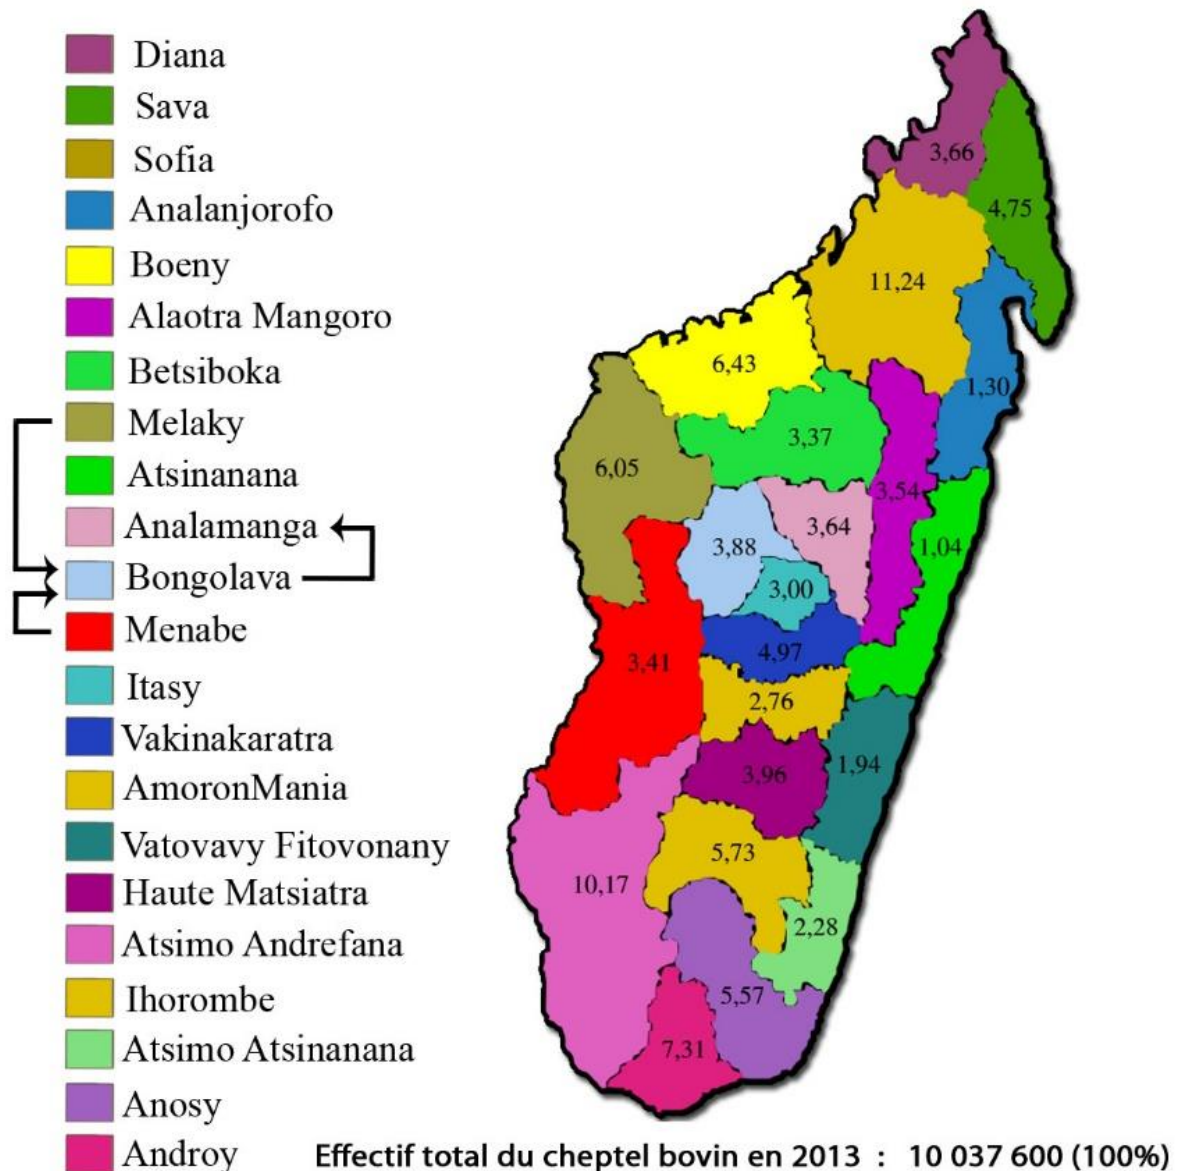 Diana
Sava
Sofia
Analanjorofo
Boeny
Alaotra Mangoro
Betsiboka
Melaky
Atsinanana
Analamanga
Bongolava
Menabe
Itasy
Vakinakaratra
AmoronMania
Vatovavy Fitovonany
Haute Matsiatra
Atsimo Andrefana
Ihorombe
Atsimo Atsinanana
Anosy
Androy
3,66
4,75
11,24
6,43
1,30
3,37
6,05
3,54
3,64
1,04
3,88
3,00
4,97
3,41
2,76
1,94
3,96
5,73
10,17
2,28
5,57
7,31
Effectif total du cheptel bovin en 2013 : 10 037 600 (100%)